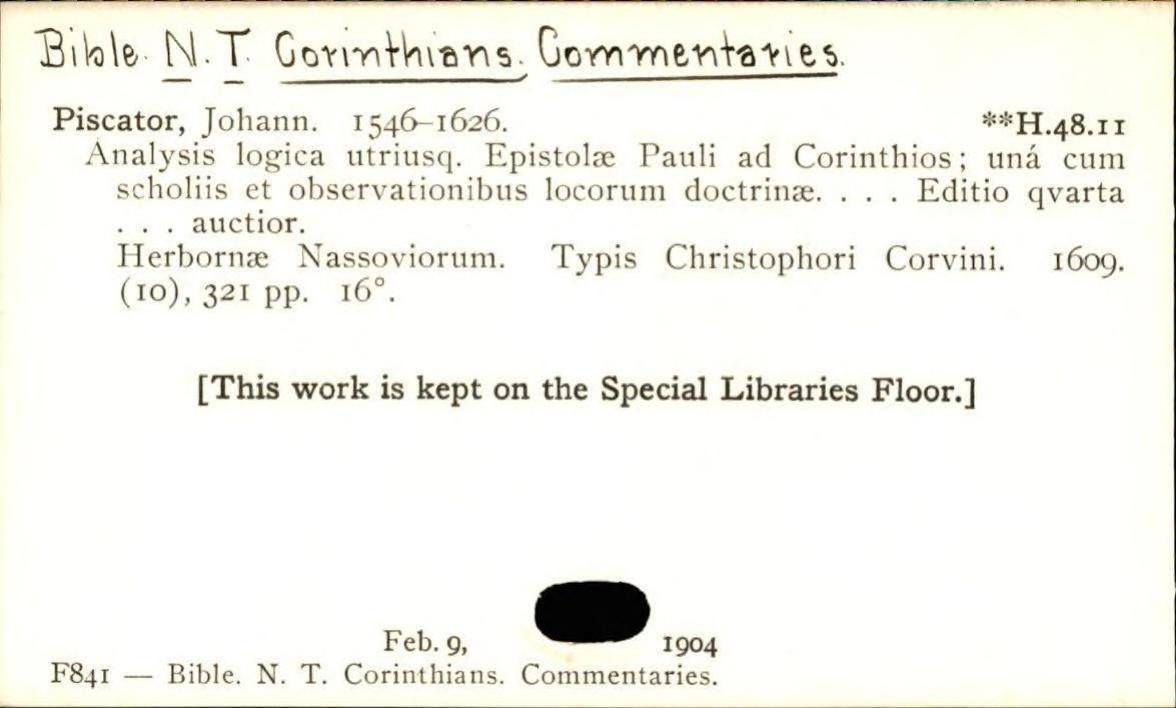 Bible. N. T. Corinthians. Commentaries.
Piscator, Johann. 1546–1626. **H.48.11
Analysis logica utriusq. Epistolæ Pauli ad Corinthios; uná cum
scholiis et observationibus locorum doctrinæ. . . . Editio qvarta
. . . auctior.
Herbornæ Nassoviorum. Typis Christophori Corvini. 1609.
(10), 321 pp. 16°.
[This work is kept on the Special Libraries Floor.]
Feb. 9, 1904
F841 — Bible. N. T. Corinthians. Commentaries.